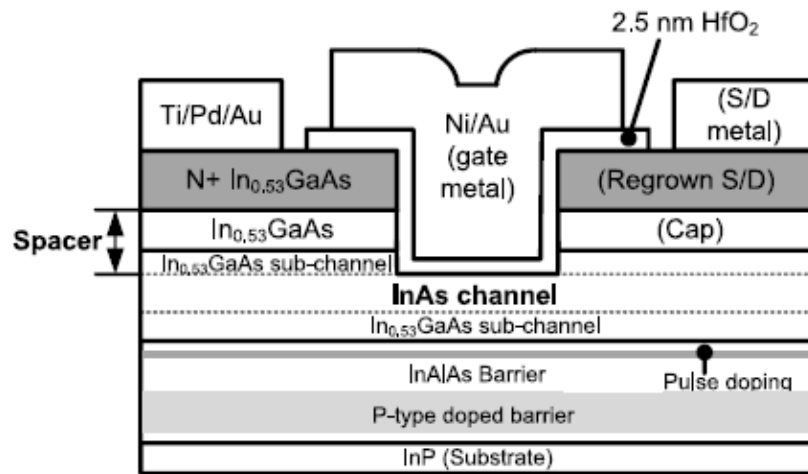 2.5 nm HfO₂
Ti/Pd/Au
Ni/Au
(gate
metal)
(S/D
metal)
N+ In₀.₅₃GaAs
(Regrown S/D)
Spacer
In₀.₅₃GaAs
(Cap)
In₀.₅₃GaAs sub-channel
InAs channel
In₀.₅₃GaAs sub-channel
InAlAs Barrier
Pulse doping
P-type doped barrier
InP (Substrate)